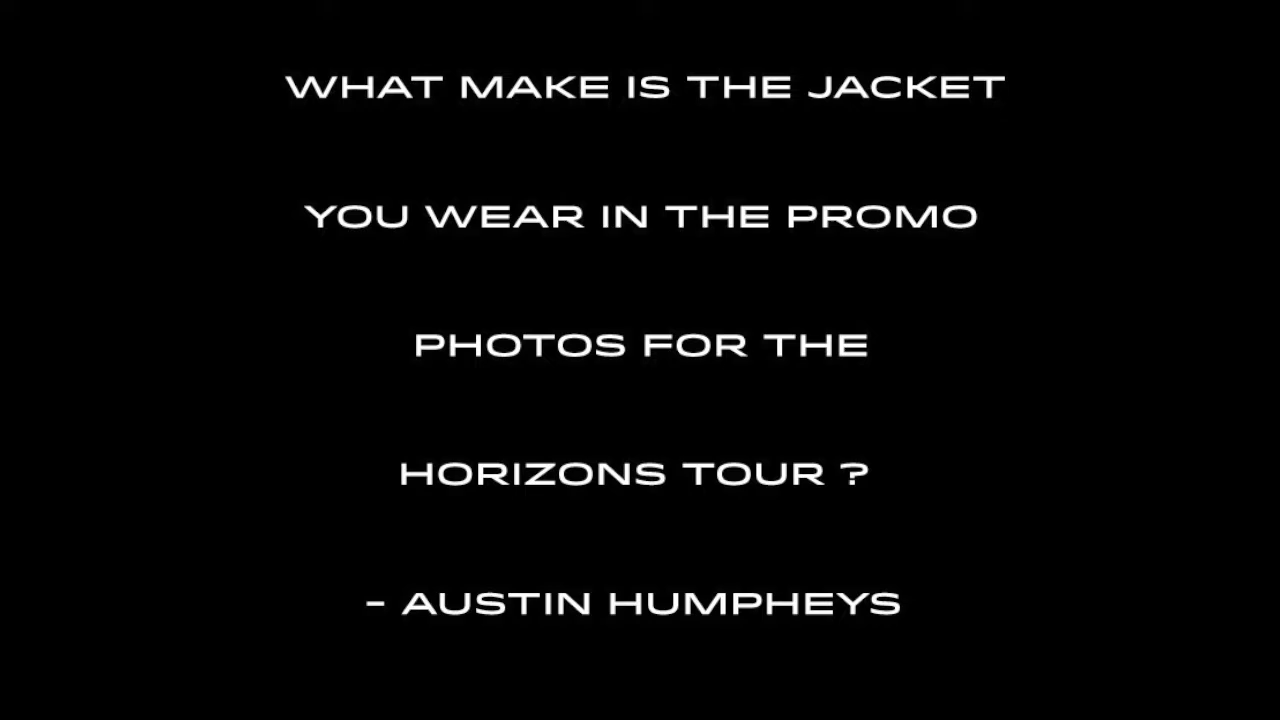 WHAT MAKE IS THE JACKET
YOU WEAR IN THE PROMO
PHOTOS FOR THE
HORIZONS TOUR ?
- AUSTIN HUMPHEYS